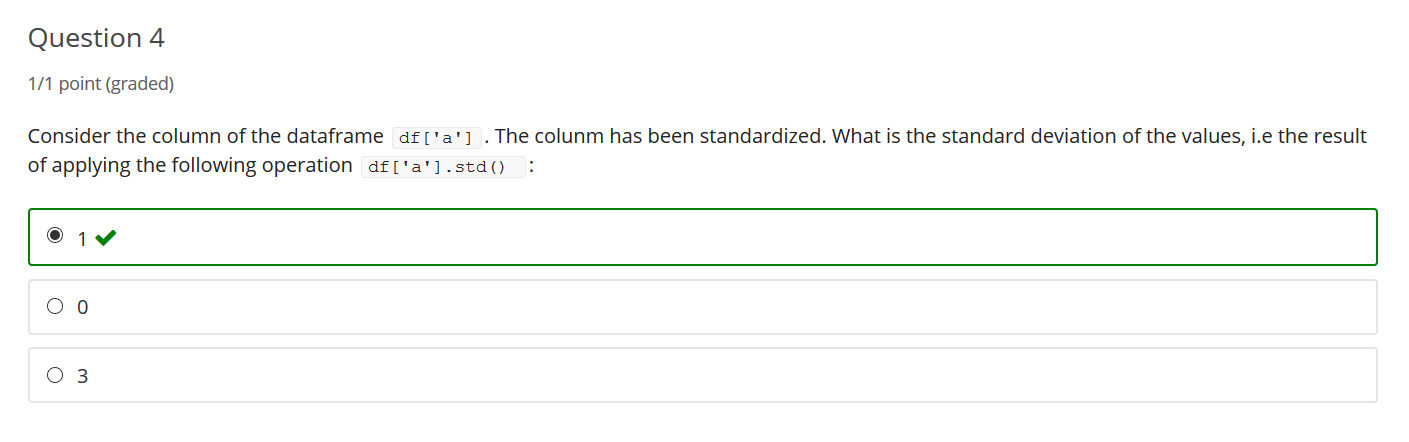 Question 4
1/1 point (graded)
Consider the column of the dataframe df['a'] . The colunm has been standardized. What is the standard deviation of the values, i.e the result
of applying the following operation df['a'].std() :
1
0
3